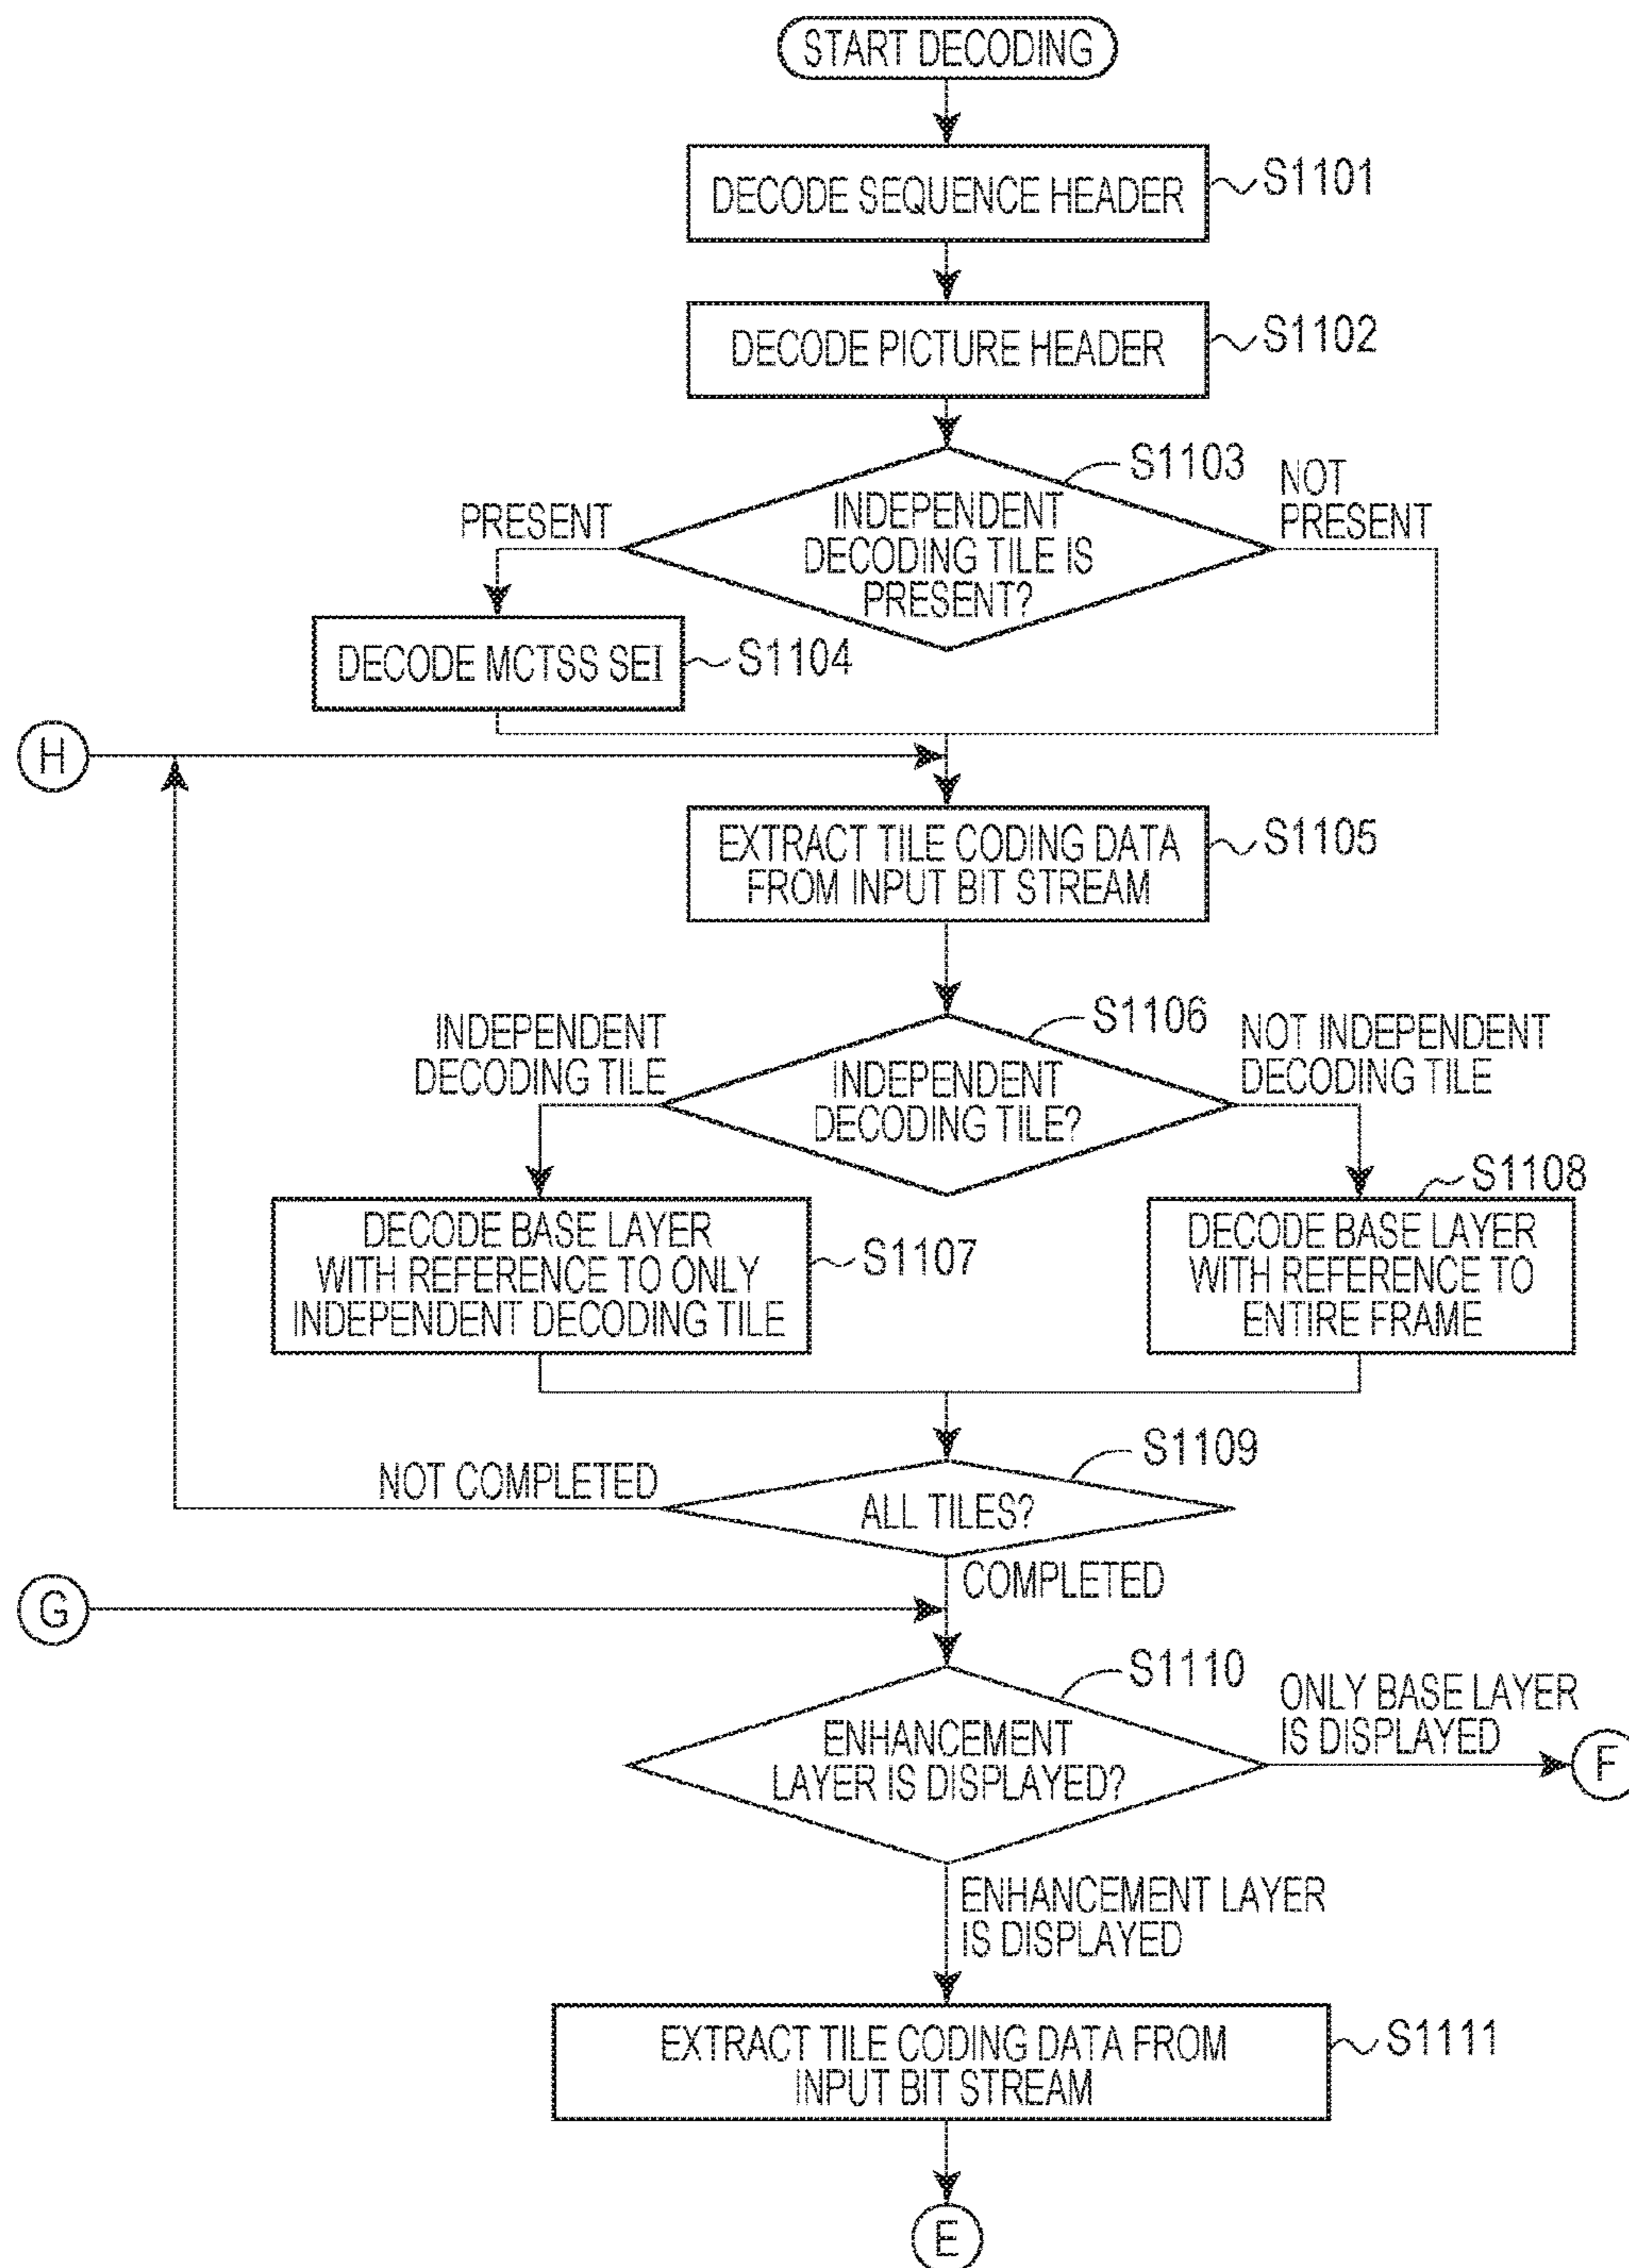 START DECODING
DECODE SEQUENCE HEADER
S1101
DECODE PICTURE HEADER
S1102
S1103
INDEPENDENT
DECODING TILE IS
PRESENT?
PRESENT
NOT
PRESENT
DECODE MCTSS SEI
S1104
H
EXTRACT TILE CODING DATA
FROM INPUT BIT STREAM
S1105
S1106
INDEPENDENT
DECODING TILE
INDEPENDENT
DECODING TILE?
NOT INDEPENDENT
DECODING TILE
DECODE BASE LAYER
WITH REFERENCE TO ONLY
INDEPENDENT DECODING TILE
S1107
S1108
DECODE BASE LAYER
WITH REFERENCE TO
ENTIRE FRAME
S1109
NOT COMPLETED
ALL TILES?
COMPLETED
G
S1110
ENHANCEMENT
LAYER IS DISPLAYED?
ONLY BASE LAYER
IS DISPLAYED
F
ENHANCEMENT LAYER
IS DISPLAYED
EXTRACT TILE CODING DATA FROM
INPUT BIT STREAM
S1111
E